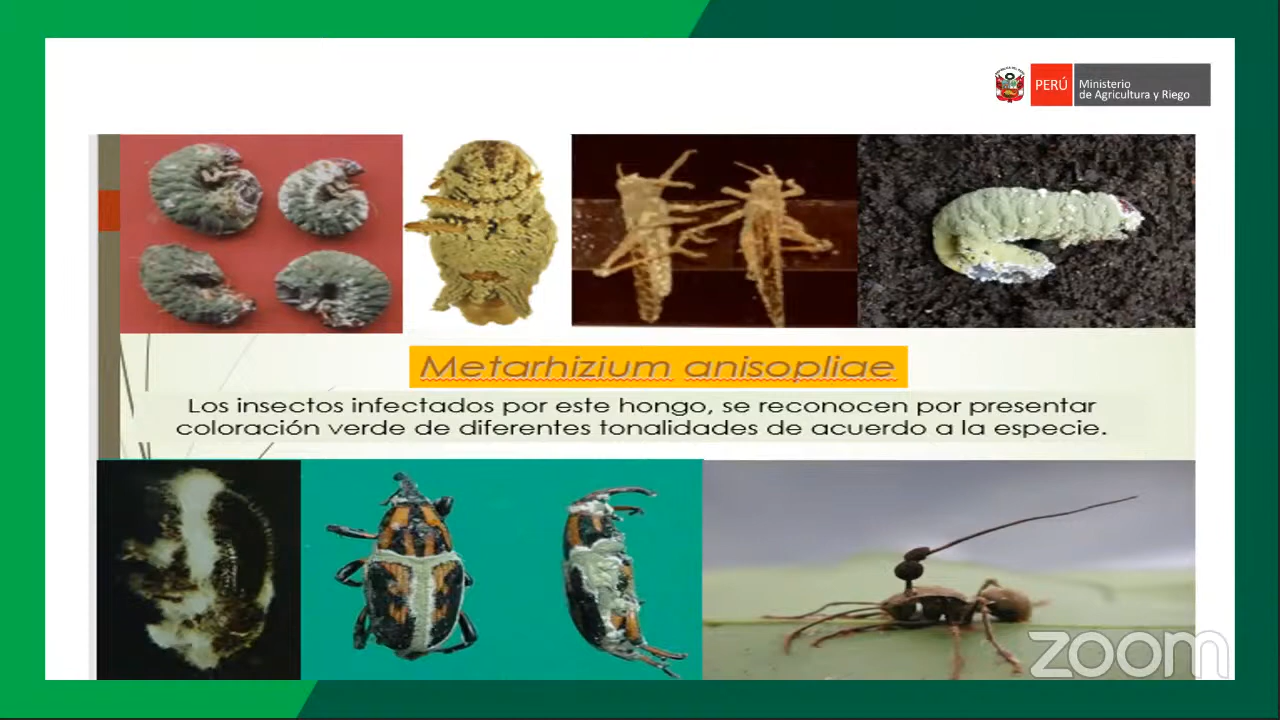 PERÚ
Ministerio
de Agricultura y Riego
Metarhizium anisopliae
Los insectos infectados por este hongo, se reconocen por presentar
coloración verde de diferentes tonalidades de acuerdo a la especie.
zoom